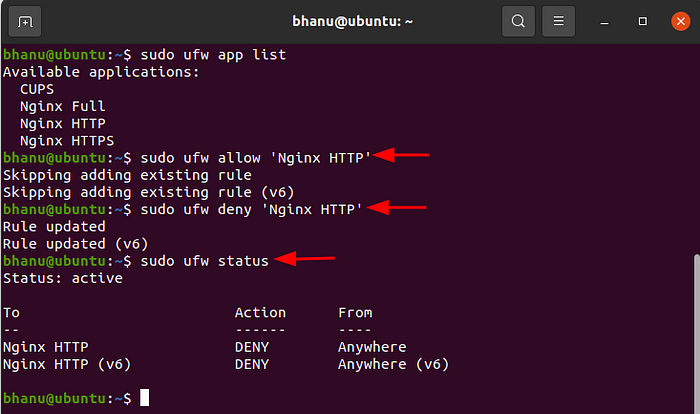 bhanu@ubuntu: ~
bhanu@ubuntu:~$ sudo ufw app list
Available applications:
  CUPS
  Nginx Full
  Nginx HTTP
  Nginx HTTPS
bhanu@ubuntu:~$ sudo ufw allow 'Nginx HTTP'
Skipping adding existing rule
Skipping adding existing rule (v6)
bhanu@ubuntu:~$ sudo ufw deny 'Nginx HTTP'
Rule updated
Rule updated (v6)
bhanu@ubuntu:~$ sudo ufw status
Status: active
To                         Action      From
--                         ------      ----
Nginx HTTP                 DENY        Anywhere
Nginx HTTP (v6)            DENY        Anywhere (v6)
bhanu@ubuntu:~$